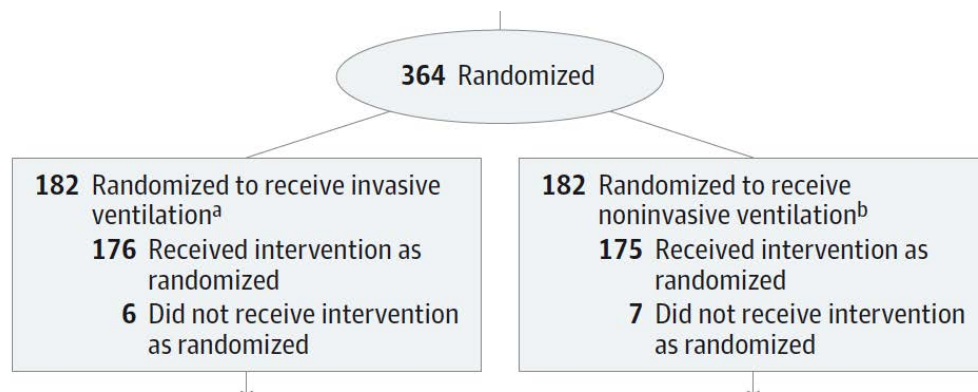 364 Randomized
182 Randomized to receive invasive
ventilationa
176 Received intervention as
randomized
6 Did not receive intervention
as randomized
182 Randomized to receive
noninvasive ventilationb
175 Received intervention as
randomized
7 Did not receive intervention
as randomized